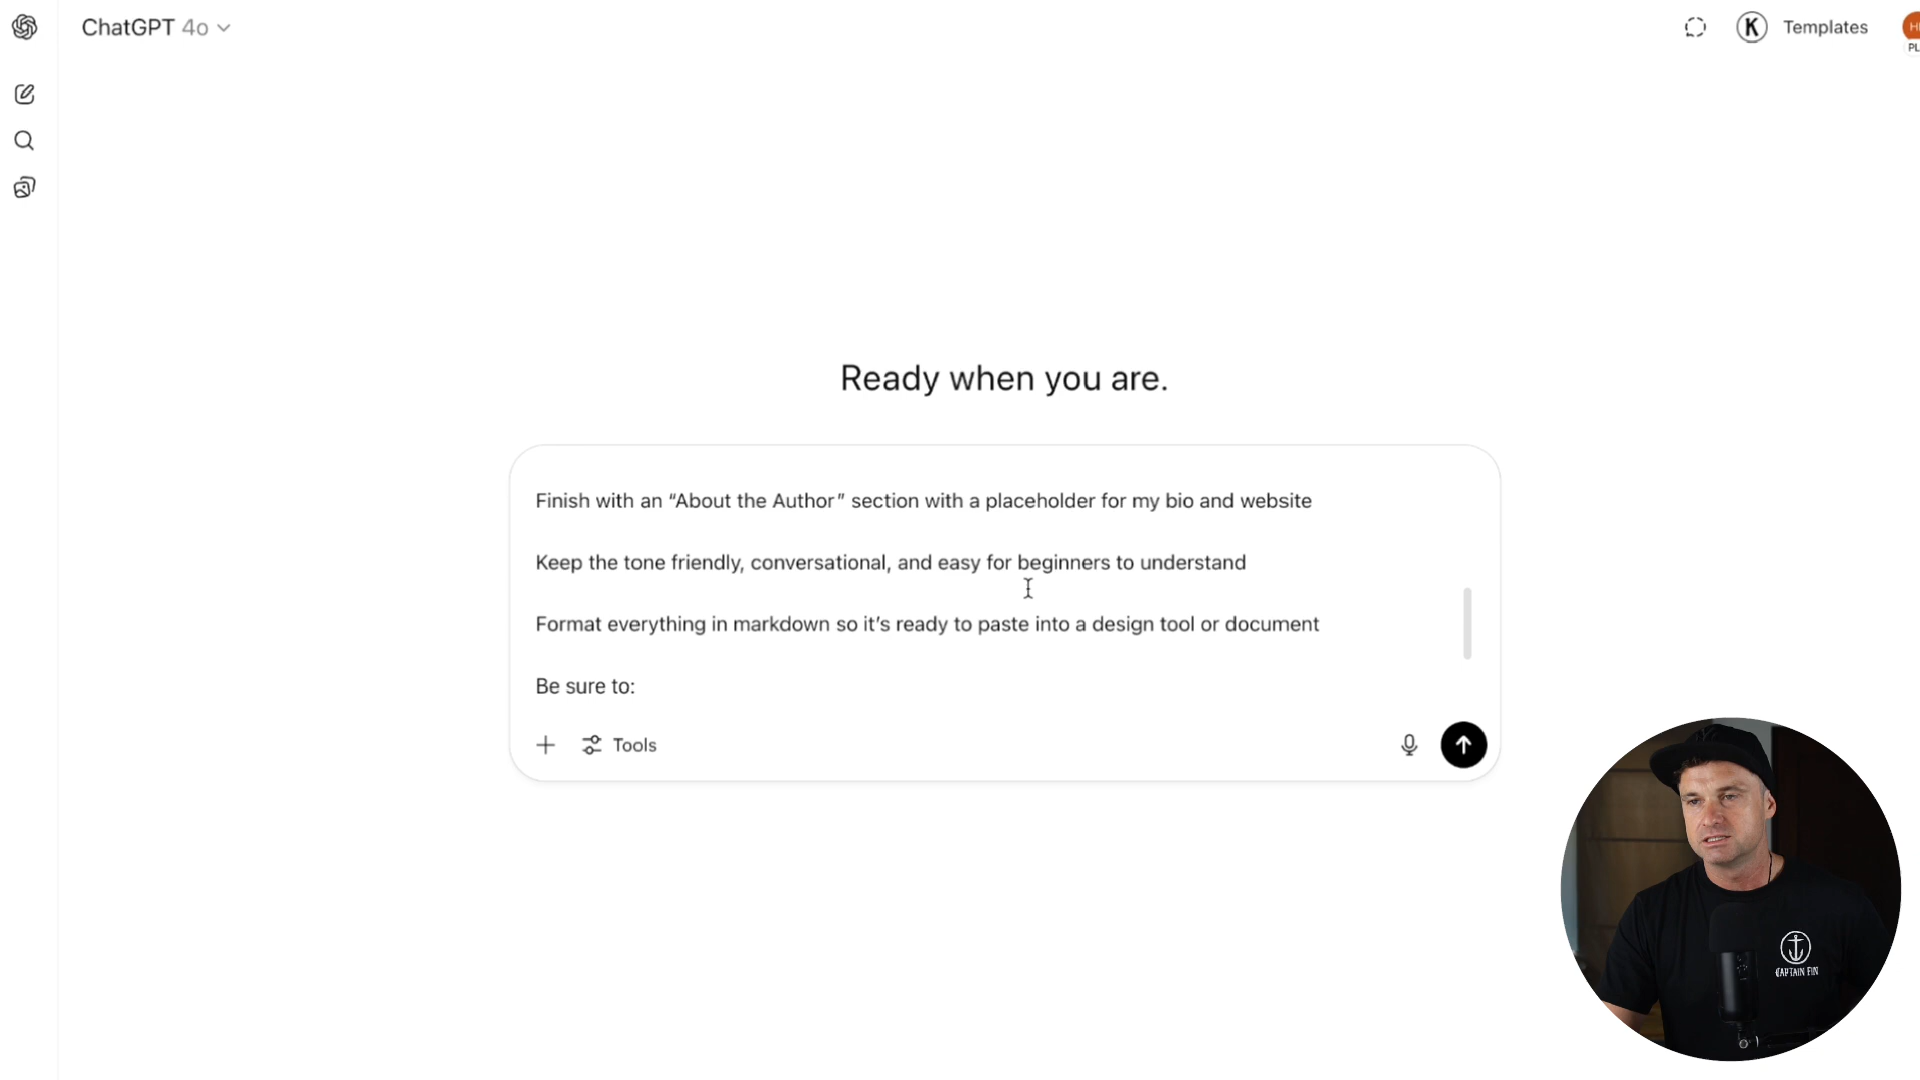 ChatGPT 4o
Templates
Ready when you are.
Finish with an “About the Author” section with a placeholder for my bio and website
Keep the tone friendly, conversational, and easy for beginners to understand
Format everything in markdown so it’s ready to paste into a design tool or document
Be sure to:
Tools
K
CAPTAIN FIN